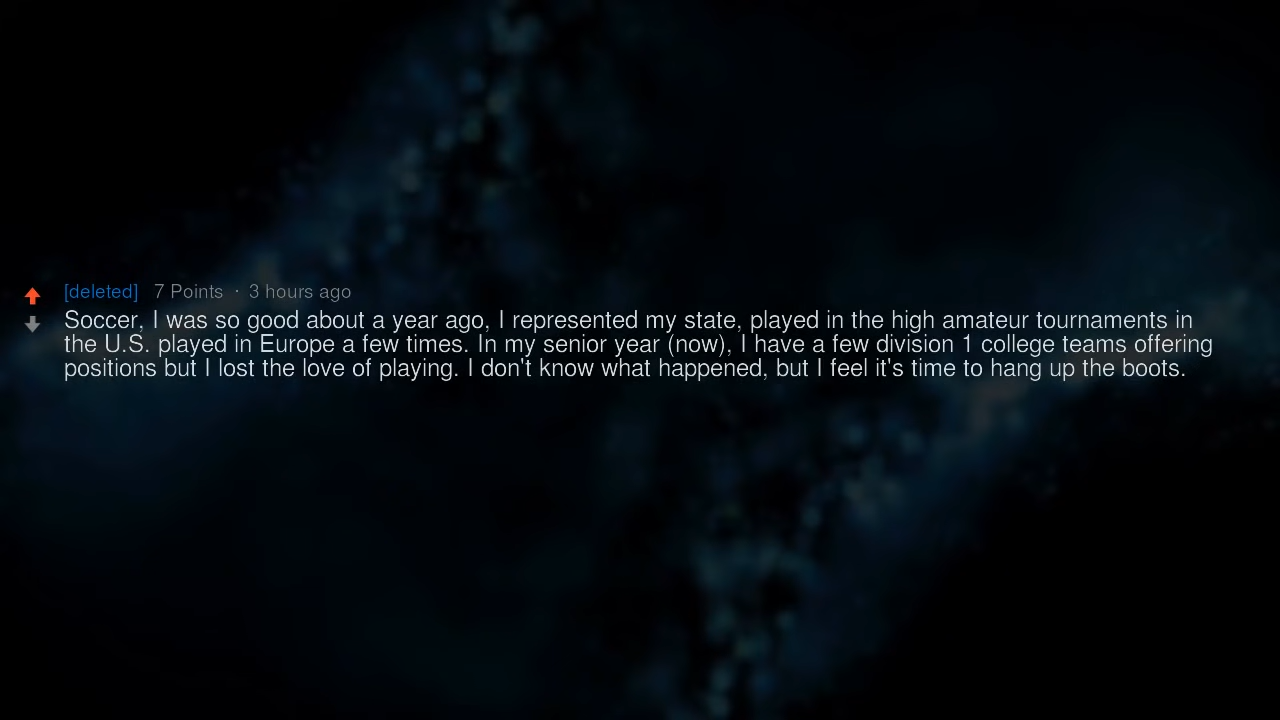 [deleted] 7 Points · 3 hours ago
Soccer, I was so good about a year ago, I represented my state, played in the high amateur tournaments in
the U.S. played in Europe a few times. In my senior year (now), I have a few division 1 college teams offering
positions but I lost the love of playing. I don't know what happened, but I feel it's time to hang up the boots.